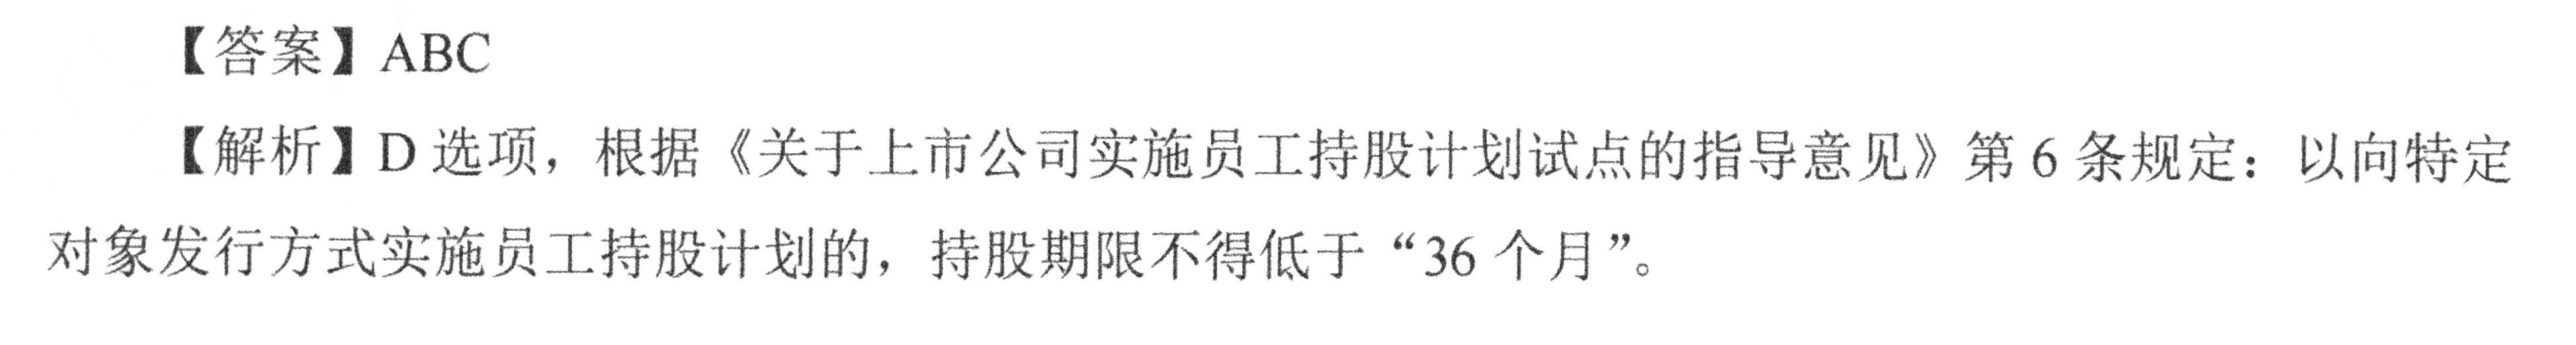 【答案】ABC
【解析】D 选项，根据《关于上市公司实施员工持股计划试点的指导意见》第 6 条规定：以向特定
对象发行方式实施员工持股计划的，持股期限不得低于“36 个月”。